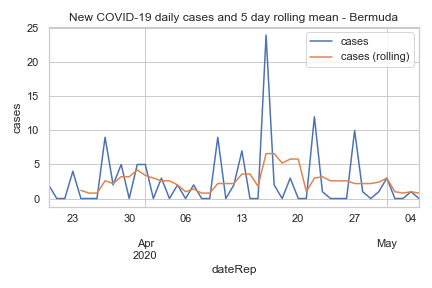 New COVID-19 daily cases and 5 day rolling mean - Bermuda
cases
cases (rolling)
25
20
15
10
5
0
cases
23
30
06
13
20
27
04
Apr
2020
May
dateRep